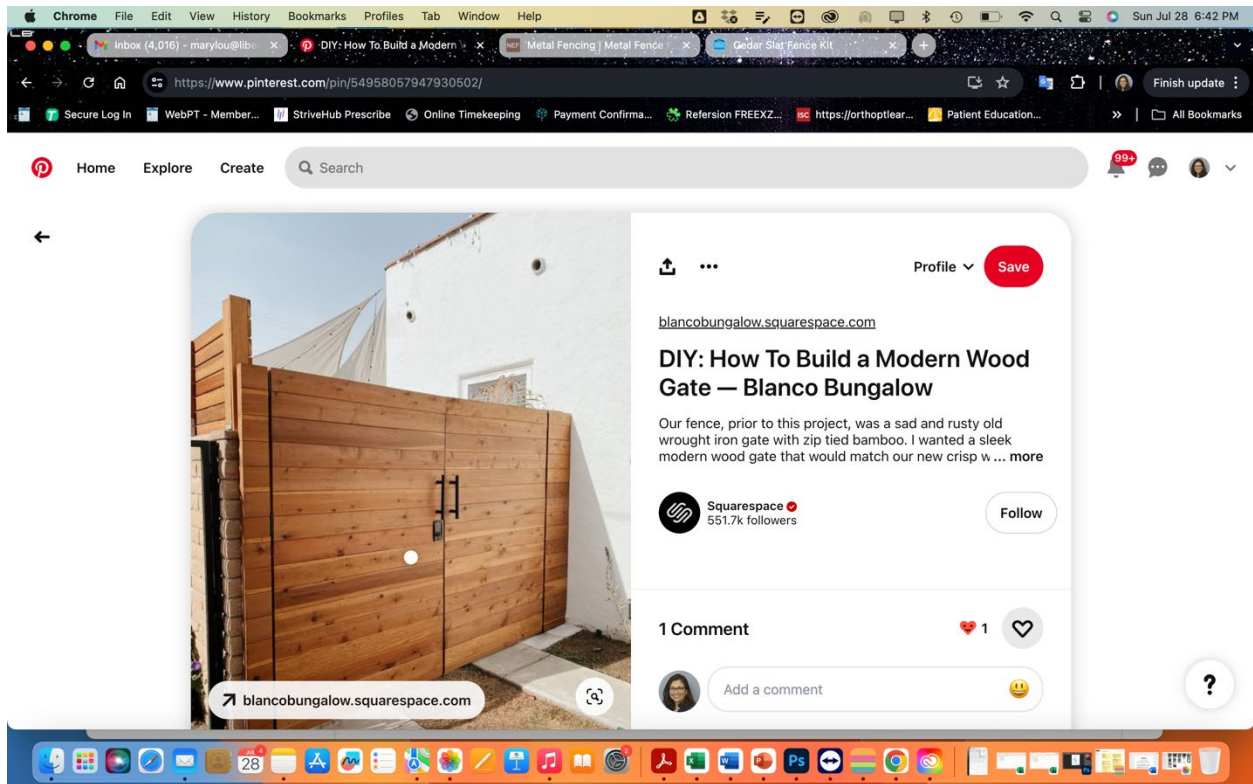 Chrome File Edit View History Bookmarks Profiles Tab Window Help Sun Jul 28 6:42 PM
Inbox (4,016) - marylou@libe DIY: How To Build a Modern Metal Fencing | Metal Fence Cedar Slat Fence Kit
https://www.pinterest.com/pin/54958057947930502/ Finish update
Secure Log In WebPT - Member... StriveHub Prescribe Online Timekeeping Payment Confirma... Refersion FREEXZ... ISC https://orthoptlear... Patient Education... » All Bookmarks
Home Explore Create Search 99+
Profile Save
blancobungalow.squarespace.com
DIY: How To Build a Modern Wood
Gate — Blanco Bungalow
Our fence, prior to this project, was a sad and rusty old
wrought iron gate with zip tied bamboo. I wanted a sleek
modern wood gate that would match our new crisp w ... more
Squarespace
551.7k followers
Follow
1 Comment 1
Add a comment
?
blancobungalow.squarespace.com
28 Ps